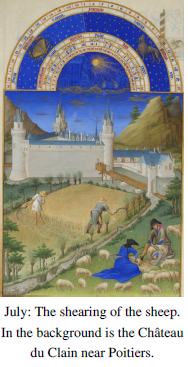 July: The shearing of the sheep.
In the background is the Château
du Clain near Poitiers.